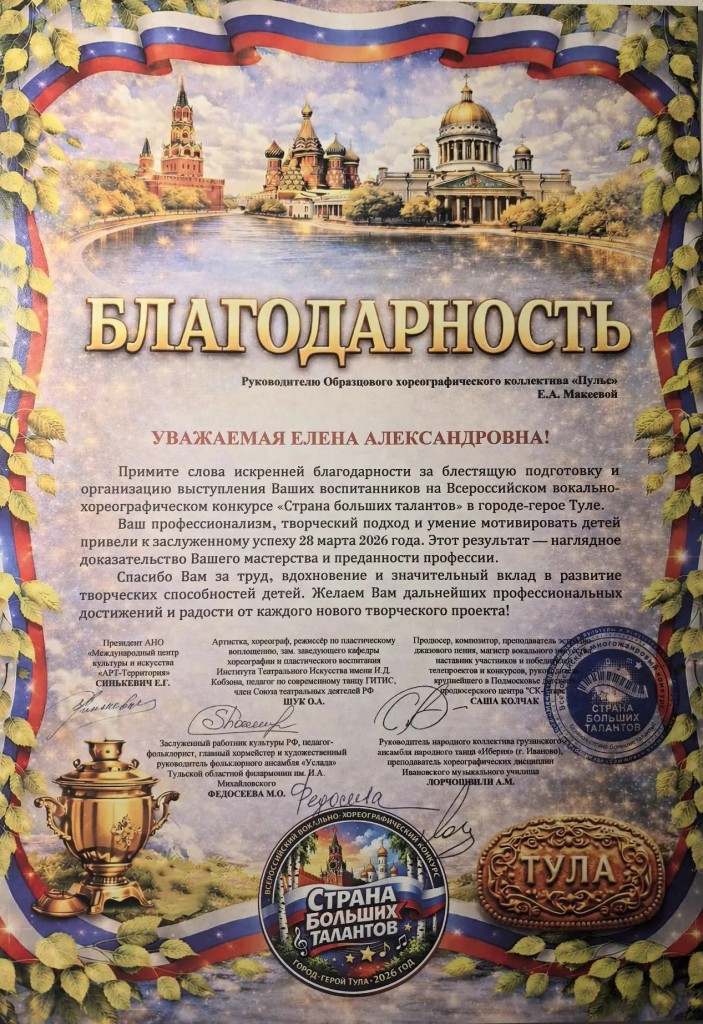 БЛАГОДАРНОСТЬ
Руководителю Образцового хореографического коллектива «Пульс»
Е.А. Макеевой
УВАЖАЕМАЯ ЕЛЕНА АЛЕКСАНДРОВНА!
Примите слова искренней благодарности за блестящую подготовку и
организацию выступления Ваших воспитанников на Всероссийском вокально-
хореографическом конкурсе «Страна больших талантов» в городе-герое Туле.
Ваш профессионализм, творческий подход и умение мотивировать детей
привели к заслуженному успеху 28 марта 2026 года. Этот результат — наглядное
доказательство Вашего мастерства и преданности профессии.
Спасибо Вам за труд, вдохновение и значительный вклад в развитие
творческих способностей детей. Желаем Вам дальнейших профессиональных
достижений и радости от каждого нового творческого проекта!
Президент АНО
«Международный центр
культуры и искусства
«АРТ-Территория»
СИНЬКЕВИЧ Е.Г.
Артистка, хореограф, режиссёр по пластическому
воплощению, зам. заведующего кафедры
хореографии и пластического воспитания
Института Театрального Искусства имени И.Д.
Кобзона, педагог по современному танцу ГИТИС,
член Союза театральных деятелей РФ
ЩУК О.А.
Продюсер, композитор, преподаватель
джазового пения, магистр вокального искусства,
наставник участников и победителей
телепроектов и конкурсов,
крупнейшего в Подмосковье
продюсерского центра "СК-
САША КОЛЧАК
СТРАНА
БОЛЬШИХ
ТАЛАНТОВ
Заслуженный работник культуры РФ, педагог-
фольклорист, главный хормейстер и художественный
руководитель фольклорного ансамбля «Услада»
Тульской областной филармонии им. И.А.
Михайловского
ФЕДОСЕЕВА М.О.
Руководитель народного коллектива грузинского
ансамбля народного танца «Иберия» (г. Иваново),
преподаватель хореографических дисциплин
Ивановского музыкального училища
ЛОРЧОШВИЛИ А.М.
Федосеева
ВСЕРОССИЙСКИЙ ВОКАЛЬНО-ХОРЕОГРАФИЧЕСКИЙ КОНКУРС
СТРАНА
БОЛЬШИХ
ТАЛАНТОВ
ГОРОД-ГЕРОЙ ТУЛА • 2026 ГОД
ТУЛА